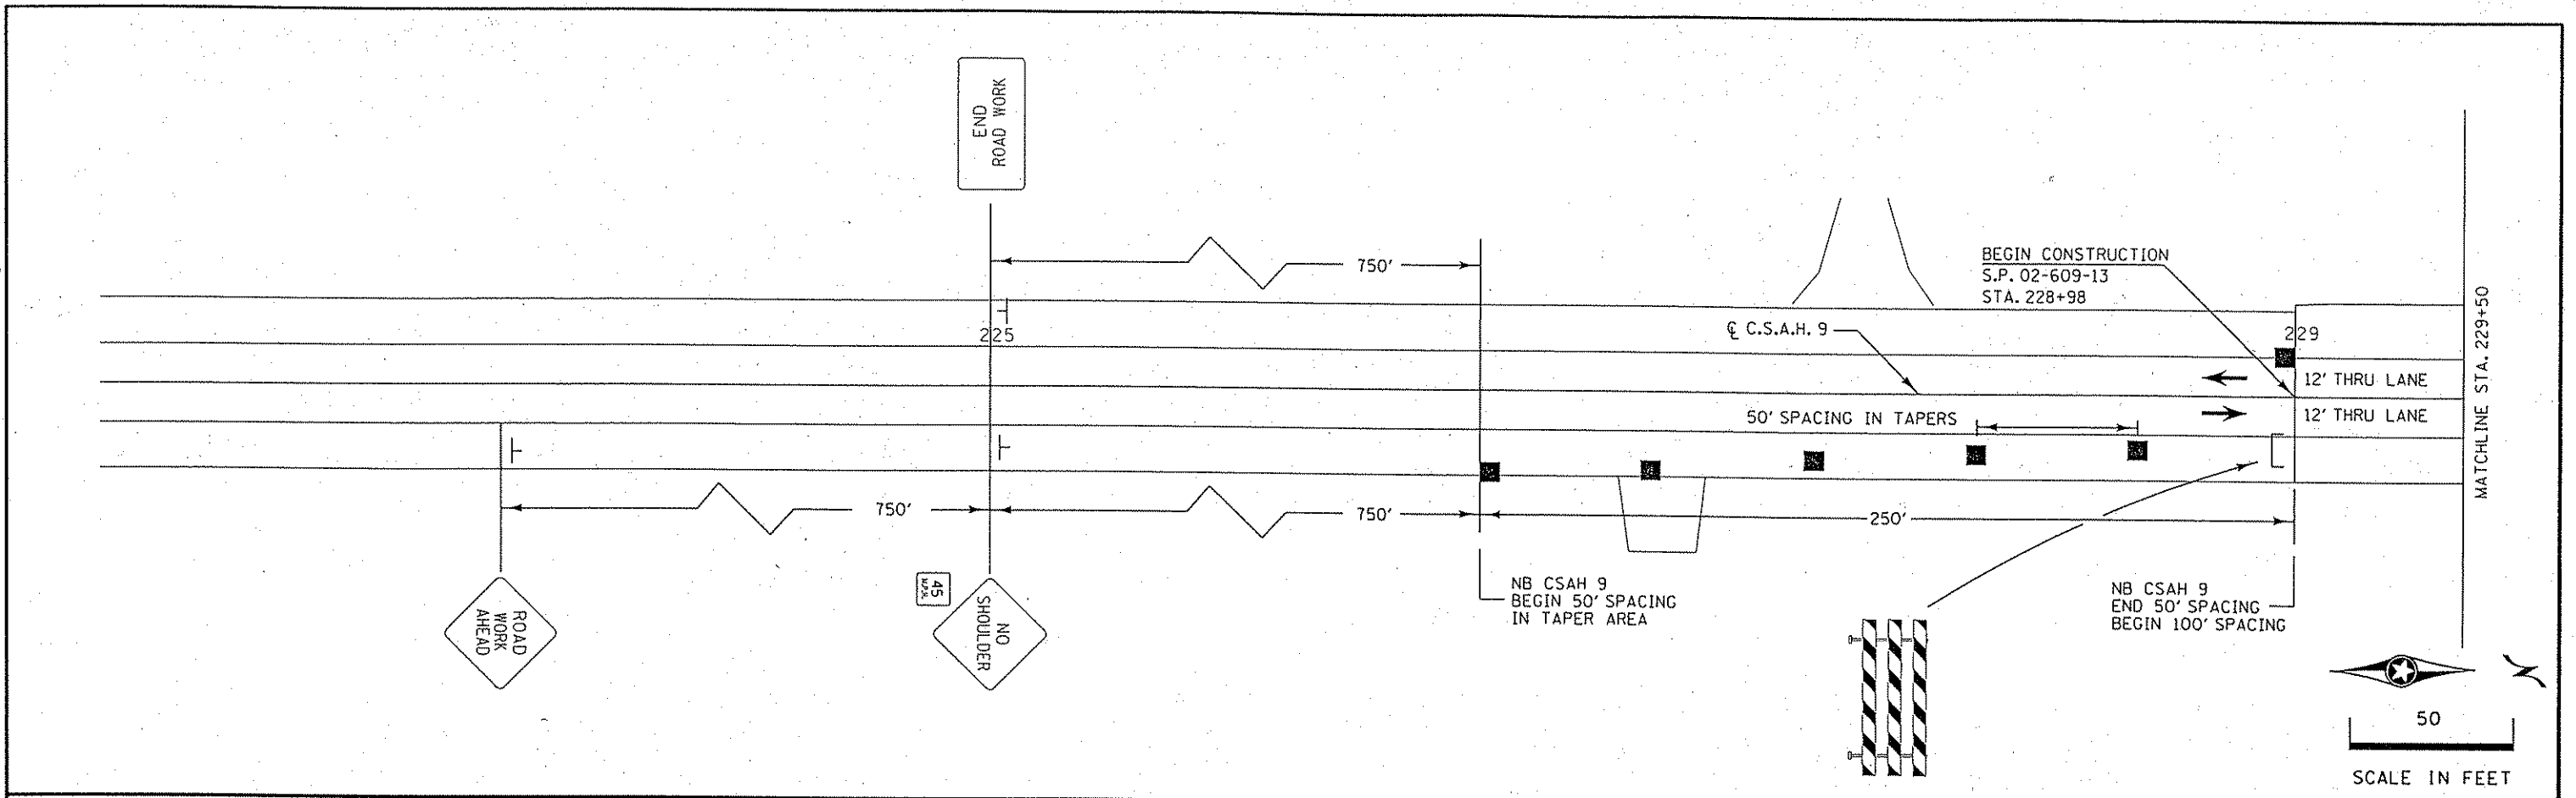 END
ROAD WORK
750'
BEGIN CONSTRUCTION
S.P. 02-609-13
STA. 228+98
℄ C.S.A.H. 9
225
229
MATCHLINE STA. 229+50
12' THRU LANE
12' THRU LANE
50' SPACING IN TAPERS
750'
750'
250'
45
M.P.H.
NO
SHOULDER
ROAD
WORK
AHEAD
NB CSAH 9
BEGIN 50' SPACING
IN TAPER AREA
NB CSAH 9
END 50' SPACING
BEGIN 100' SPACING
N
50
SCALE IN FEET